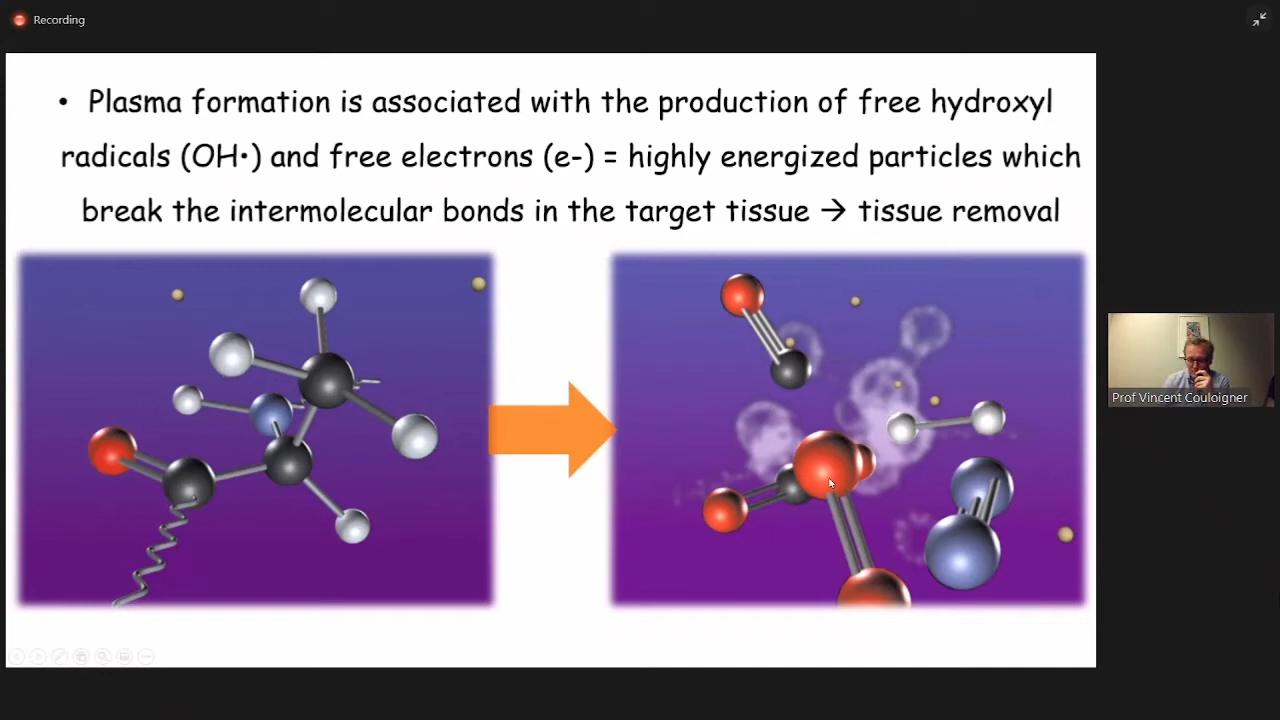 Recording
• Plasma formation is associated with the production of free hydroxyl
radicals (OH•) and free electrons (e-) = highly energized particles which
break the intermolecular bonds in the target tissue → tissue removal
Prof Vincent Couloigner